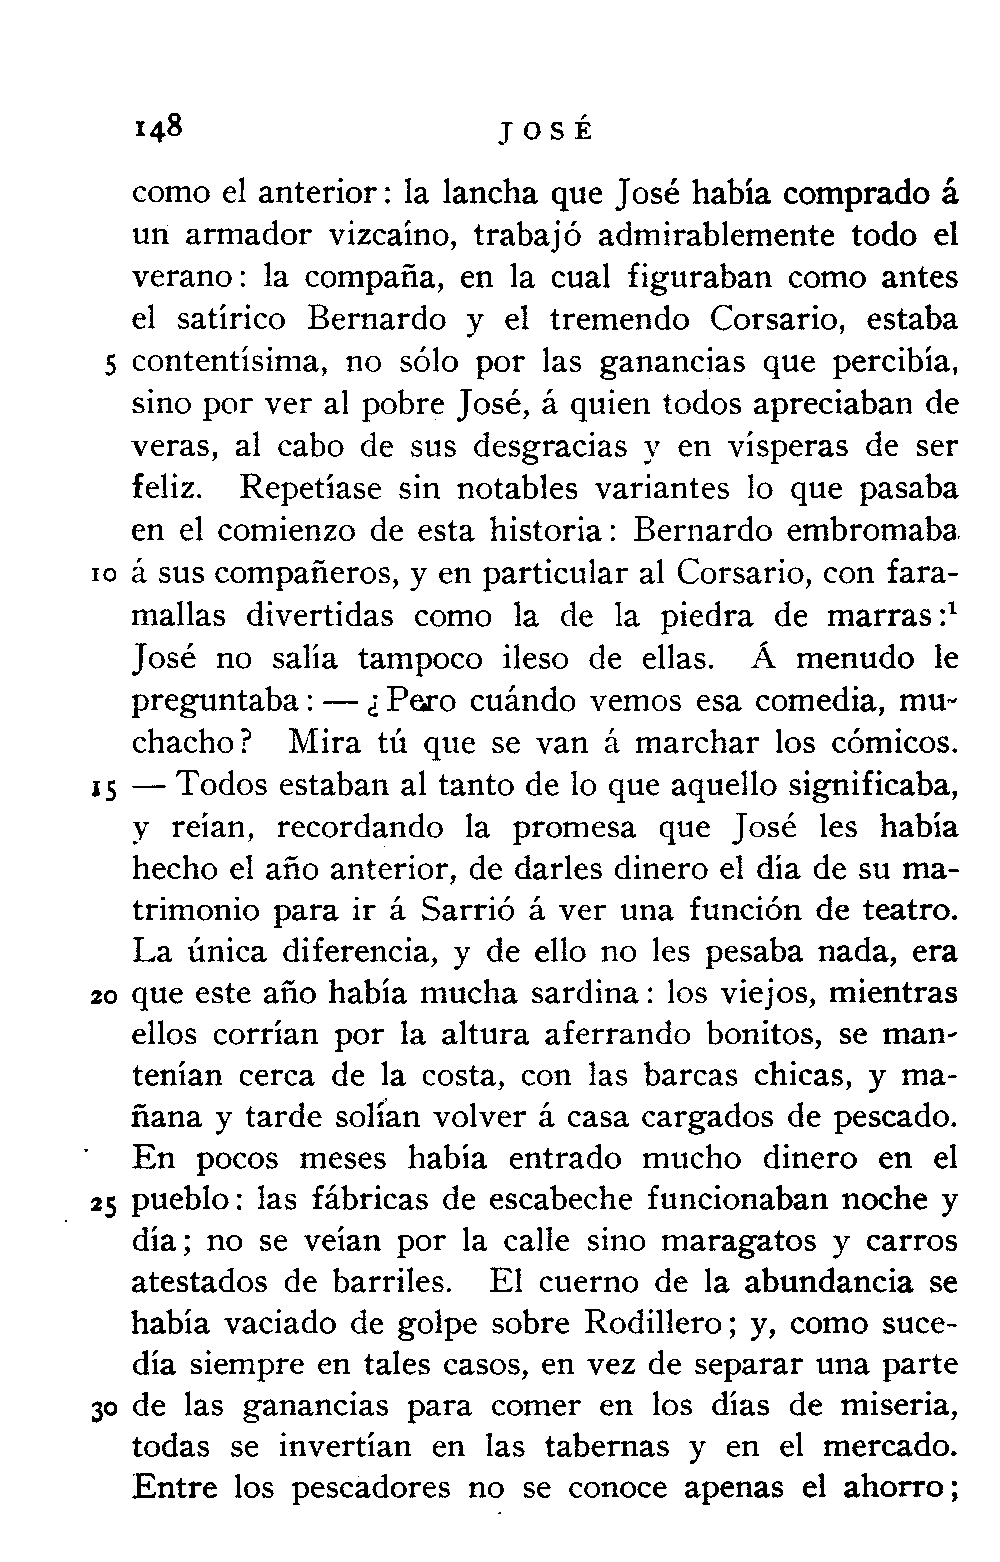 148 JOSÉ
como el anterior: la lancha que José había comprado á
un armador vizcaíno, trabajó admirablemente todo el
verano: la compaña, en la cual figuraban como antes
el satírico Bernardo y el tremendo Corsario, estaba
5 contentísima, no sólo por las ganancias que percibía,
sino por ver al pobre José, á quien todos apreciaban de
veras, al cabo de sus desgracias y en vísperas de ser
feliz. Repetíase sin notables variantes lo que pasaba
en el comienzo de esta historia: Bernardo embromaba
10 á sus compañeros, y en particular al Corsario, con fara-
mallas divertidas como la de la piedra de marras:¹
José no salía tampoco ileso de ellas. Á menudo le
preguntaba: — ¿Pero cuándo vemos esa comedia, mu-
chacho? Mira tú que se van á marchar los cómicos.
15 — Todos estaban al tanto de lo que aquello significaba,
y reían, recordando la promesa que José les había
hecho el año anterior, de darles dinero el día de su ma-
trimonio para ir á Sarrió á ver una función de teatro.
La única diferencia, y de ello no les pesaba nada, era
20 que este año había mucha sardina: los viejos, mientras
ellos corrían por la altura aferrando bonitos, se man-
tenían cerca de la costa, con las barcas chicas, y ma-
ñana y tarde solían volver á casa cargados de pescado.
En pocos meses había entrado mucho dinero en el
25 pueblo: las fábricas de escabeche funcionaban noche y
día; no se veían por la calle sino maragatos y carros
atestados de barriles. El cuerno de la abundancia se
había vaciado de golpe sobre Rodillero; y, como suce-
día siempre en tales casos, en vez de separar una parte
30 de las ganancias para comer en los días de miseria,
todas se invertían en las tabernas y en el mercado.
Entre los pescadores no se conoce apenas el ahorro;